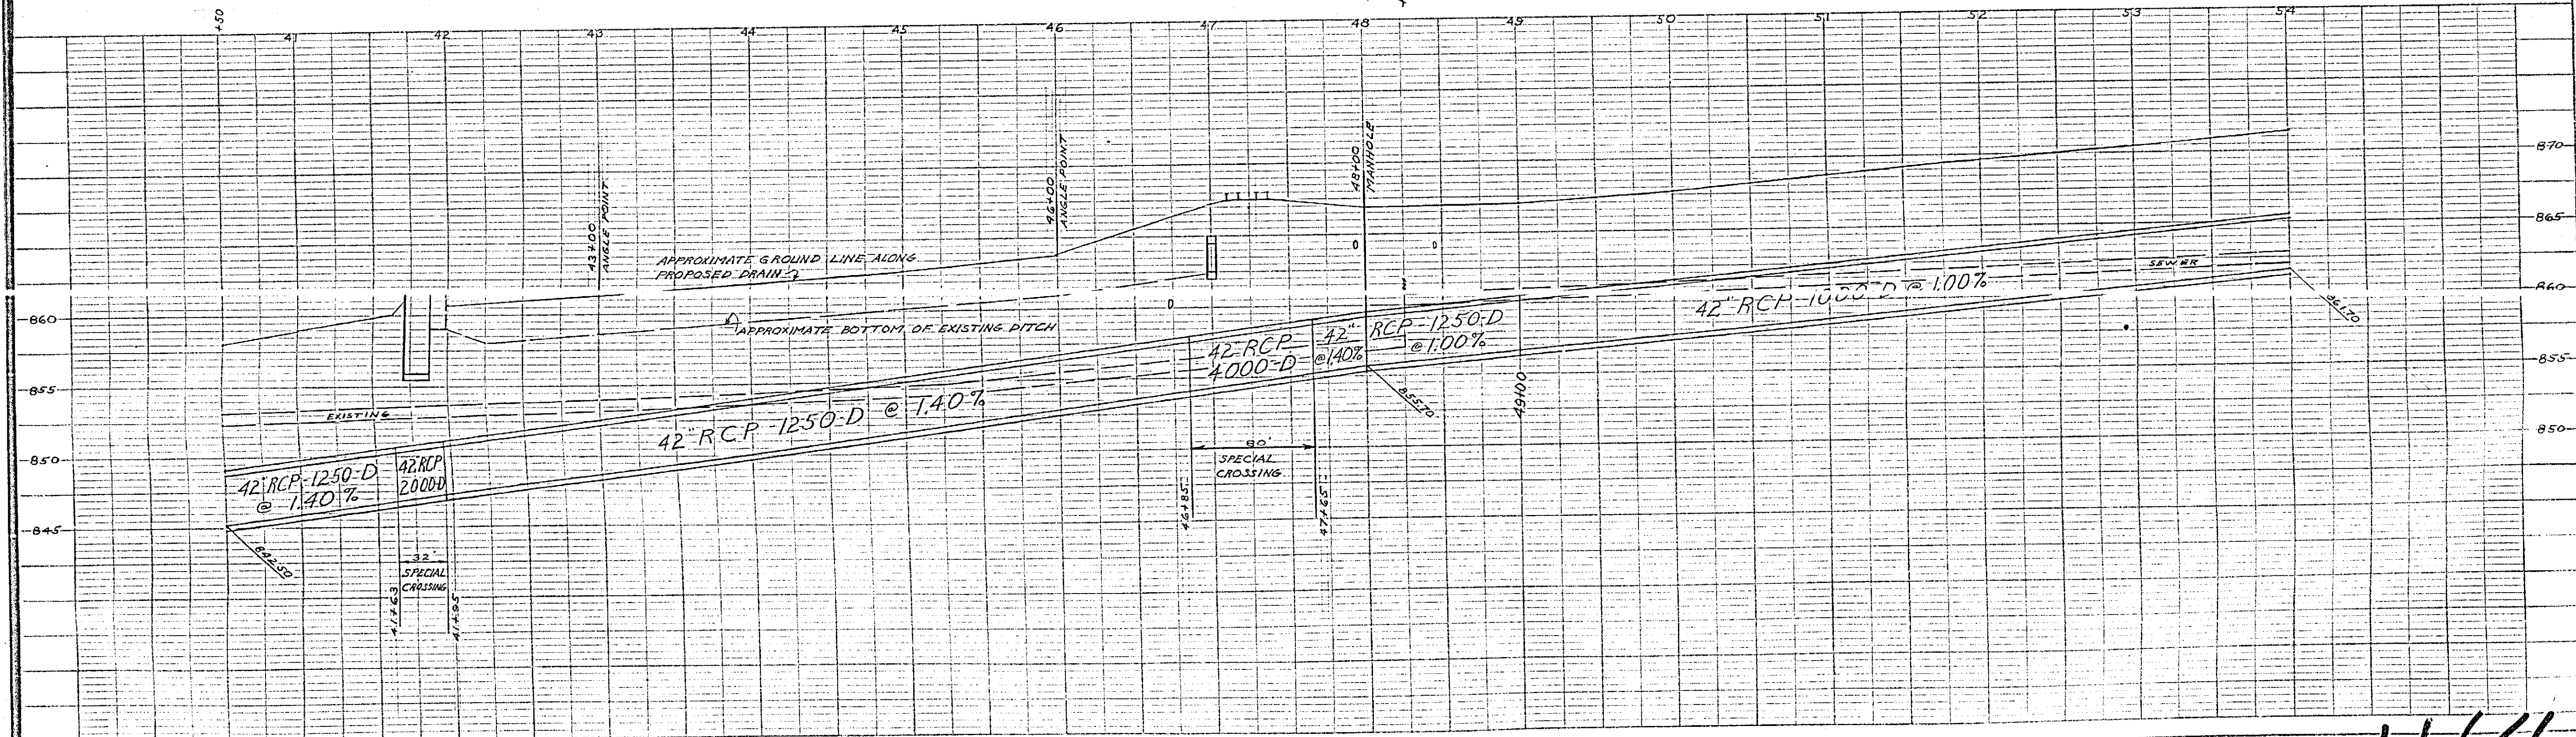 +50
41
42
43
44
45
46
47
48
49
50
51
52
53
54
870
865
860
855
850
860
855
850
845
43+00
ANGLE POINT
46+00
ANGLE POINT
48+00
MANHOLE
APPROXIMATE GROUND LINE ALONG
PROPOSED DRAIN
APPROXIMATE BOTTOM OF EXISTING DITCH
EXISTING
SEWER
42" RCP-1250-D
@ 1.40%
42" RCP
2000-D
42" RCP-1250-D @ 1.40%
42" RCP
4000-D
42"
@ 1.40%
RCP-1250-D
@ 1.00%
42" RCP-1000-D @ 1.00%
842.50
855.70
861.70
32'
SPECIAL
CROSSING
41+63
41+95
80'
SPECIAL
CROSSING
46+85
47+65
49+00